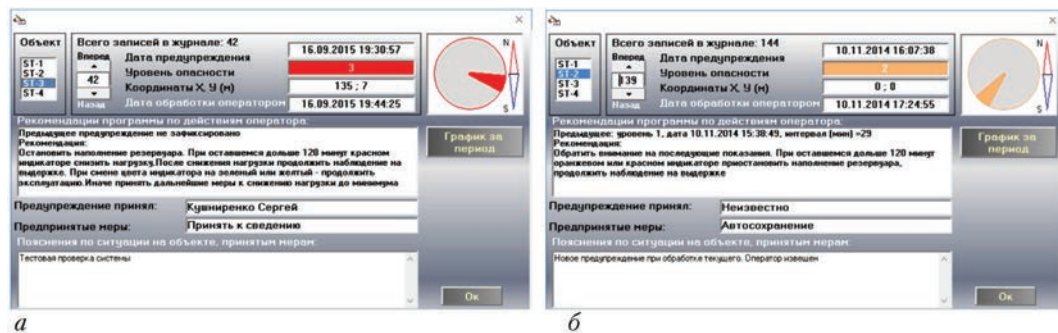 Объект
ST-1
ST-2
ST-3
ST-4
Всего записей в журнале: 42
Вперед
42
Назад
Дата предупреждения
16.09.2015 19:30:57
Уровень опасности
3
Координаты X, Y (м)
135 ; 7
Дата обработки оператором
16.09.2015 19:44:25
N
S
Рекомендации программы по действиям оператора:
Предыдущее предупреждение не зафиксировано
Рекомендация:
Остановить наполнение резервуара. При оставшемся дольше 120 минут красном
индикаторе снизить нагрузку.После снижения нагрузки продолжить наблюдение на
выдержке. При смене цвета индикатора на зеленый или желтый - продолжить
эксплуатацию.Иначе принять дальнейшие меры к снижению нагрузки до минимума
График за
период
Предупреждение принял:
Кушниренко Сергей
Предпринятые меры:
Принять к сведению
Пояснения по ситуации на объекте, принятым мерам:
Тестовая проверка системы
Ок
а
Объект
ST-1
ST-2
ST-3
ST-4
Всего записей в журнале: 144
Вперед
139
Назад
Дата предупреждения
10.11.2014 16:07:38
Уровень опасности
2
Координаты X, Y (м)
0 ; 0
Дата обработки оператором
10.11.2014 17:24:55
N
S
Рекомендации программы по действиям оператора:
Предыдущее: уровень 1, дата 10.11.2014 15:38:49, интервал (мин) =29
Рекомендация:
Обратить внимание на последующие показания. При оставшемся дольше 120 минут
оранжевом или красном индикаторе приостановить наполнение резервуара,
продолжить наблюдение на выдержке
График за
период
Предупреждение принял:
Неизвестно
Предпринятые меры:
Автосохранение
Пояснения по ситуации на объекте, принятым мерам:
Новое предупреждение при обработке текущего. Оператор извещен
Ок
б